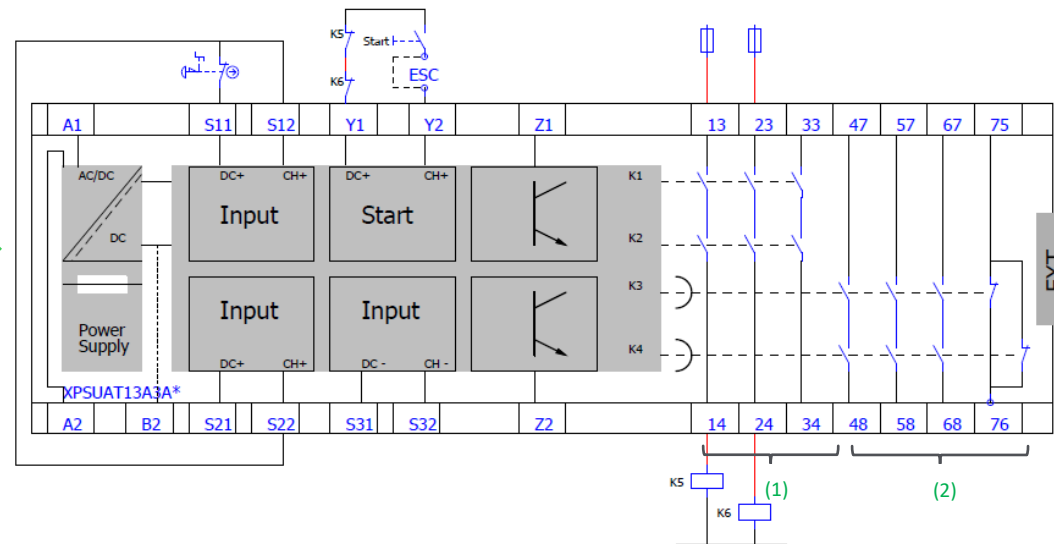 K5
Start
K6
ESC
A1 S11 S12 Y1 Y2 Z1 13 23 33 47 57 67 75
AC/DC DC+ CH+ DC+ CH+ K1
Input Start
DC K2
K3
Input Input
Power
Supply
K4
DC+ CH+ DC - CH -
XPSUAT13A3A*
EXT
A2 B2 S21 S22 S31 S32 Z2 14 24 34 48 58 68 76
K5 (1) (2)
K6